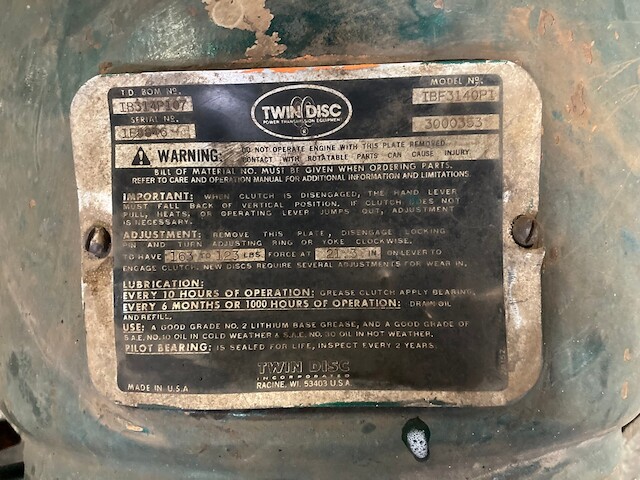 T.D. BOM Nº.
IB314P107
TWIN DISC
POWER TRANSMISSION EQUIPMENT
MODEL Nº.
IBF314OP1
SERIAL Nº.
3000353
WARNING: DO NOT OPERATE ENGINE WITH THIS PLATE REMOVED.
CONTACT WITH ROTATABLE PARTS CAN CAUSE INJURY.
BILL OF MATERIAL NO. MUST BE GIVEN WHEN ORDERING PARTS.
REFER TO CARE AND OPERATION MANUAL FOR ADDITIONAL INFORMATION AND LIMITATIONS
IMPORTANT: WHEN CLUTCH IS DISENGAGED, THE HAND LEVER
MUST FALL BACK OF VERTICAL POSITION. IF CLUTCH DOES NOT
PULL, HEATS, OR OPERATING LEVER JUMPS OUT, ADJUSTMENT
IS NECESSARY.
ADJUSTMENT: REMOVE THIS PLATE, DISENGAGE LOCKING
PIN AND TURN ADJUSTING RING OR YOKE CLOCKWISE.
TO HAVE 103 TO 123 LBS. FORCE AT 21.3 IN ON LEVER TO
ENGAGE CLUTCH. NEW DISCS REQUIRE SEVERAL ADJUSTMENTS FOR WEAR IN.
LUBRICATION:
EVERY 10 HOURS OF OPERATION: GREASE CLUTCH APPLY BEARING,
EVERY 6 MONTHS OR 1000 HOURS OF OPERATION: DRAIN OIL
AND REFILL.
USE: A GOOD GRADE NO. 2 LITHIUM BASE GREASE, AND A GOOD GRADE OF
S.A.E. NO. 10 OIL IN COLD WEATHER & S.A.E. NO. 30 OIL IN HOT WEATHER.
PILOT BEARING: IS SEALED FOR LIFE, INSPECT EVERY 2 YEARS.
TWIN DISC
INCORPORATED
RACINE, WI. 53403 U.S.A.
MADE IN U.S.A